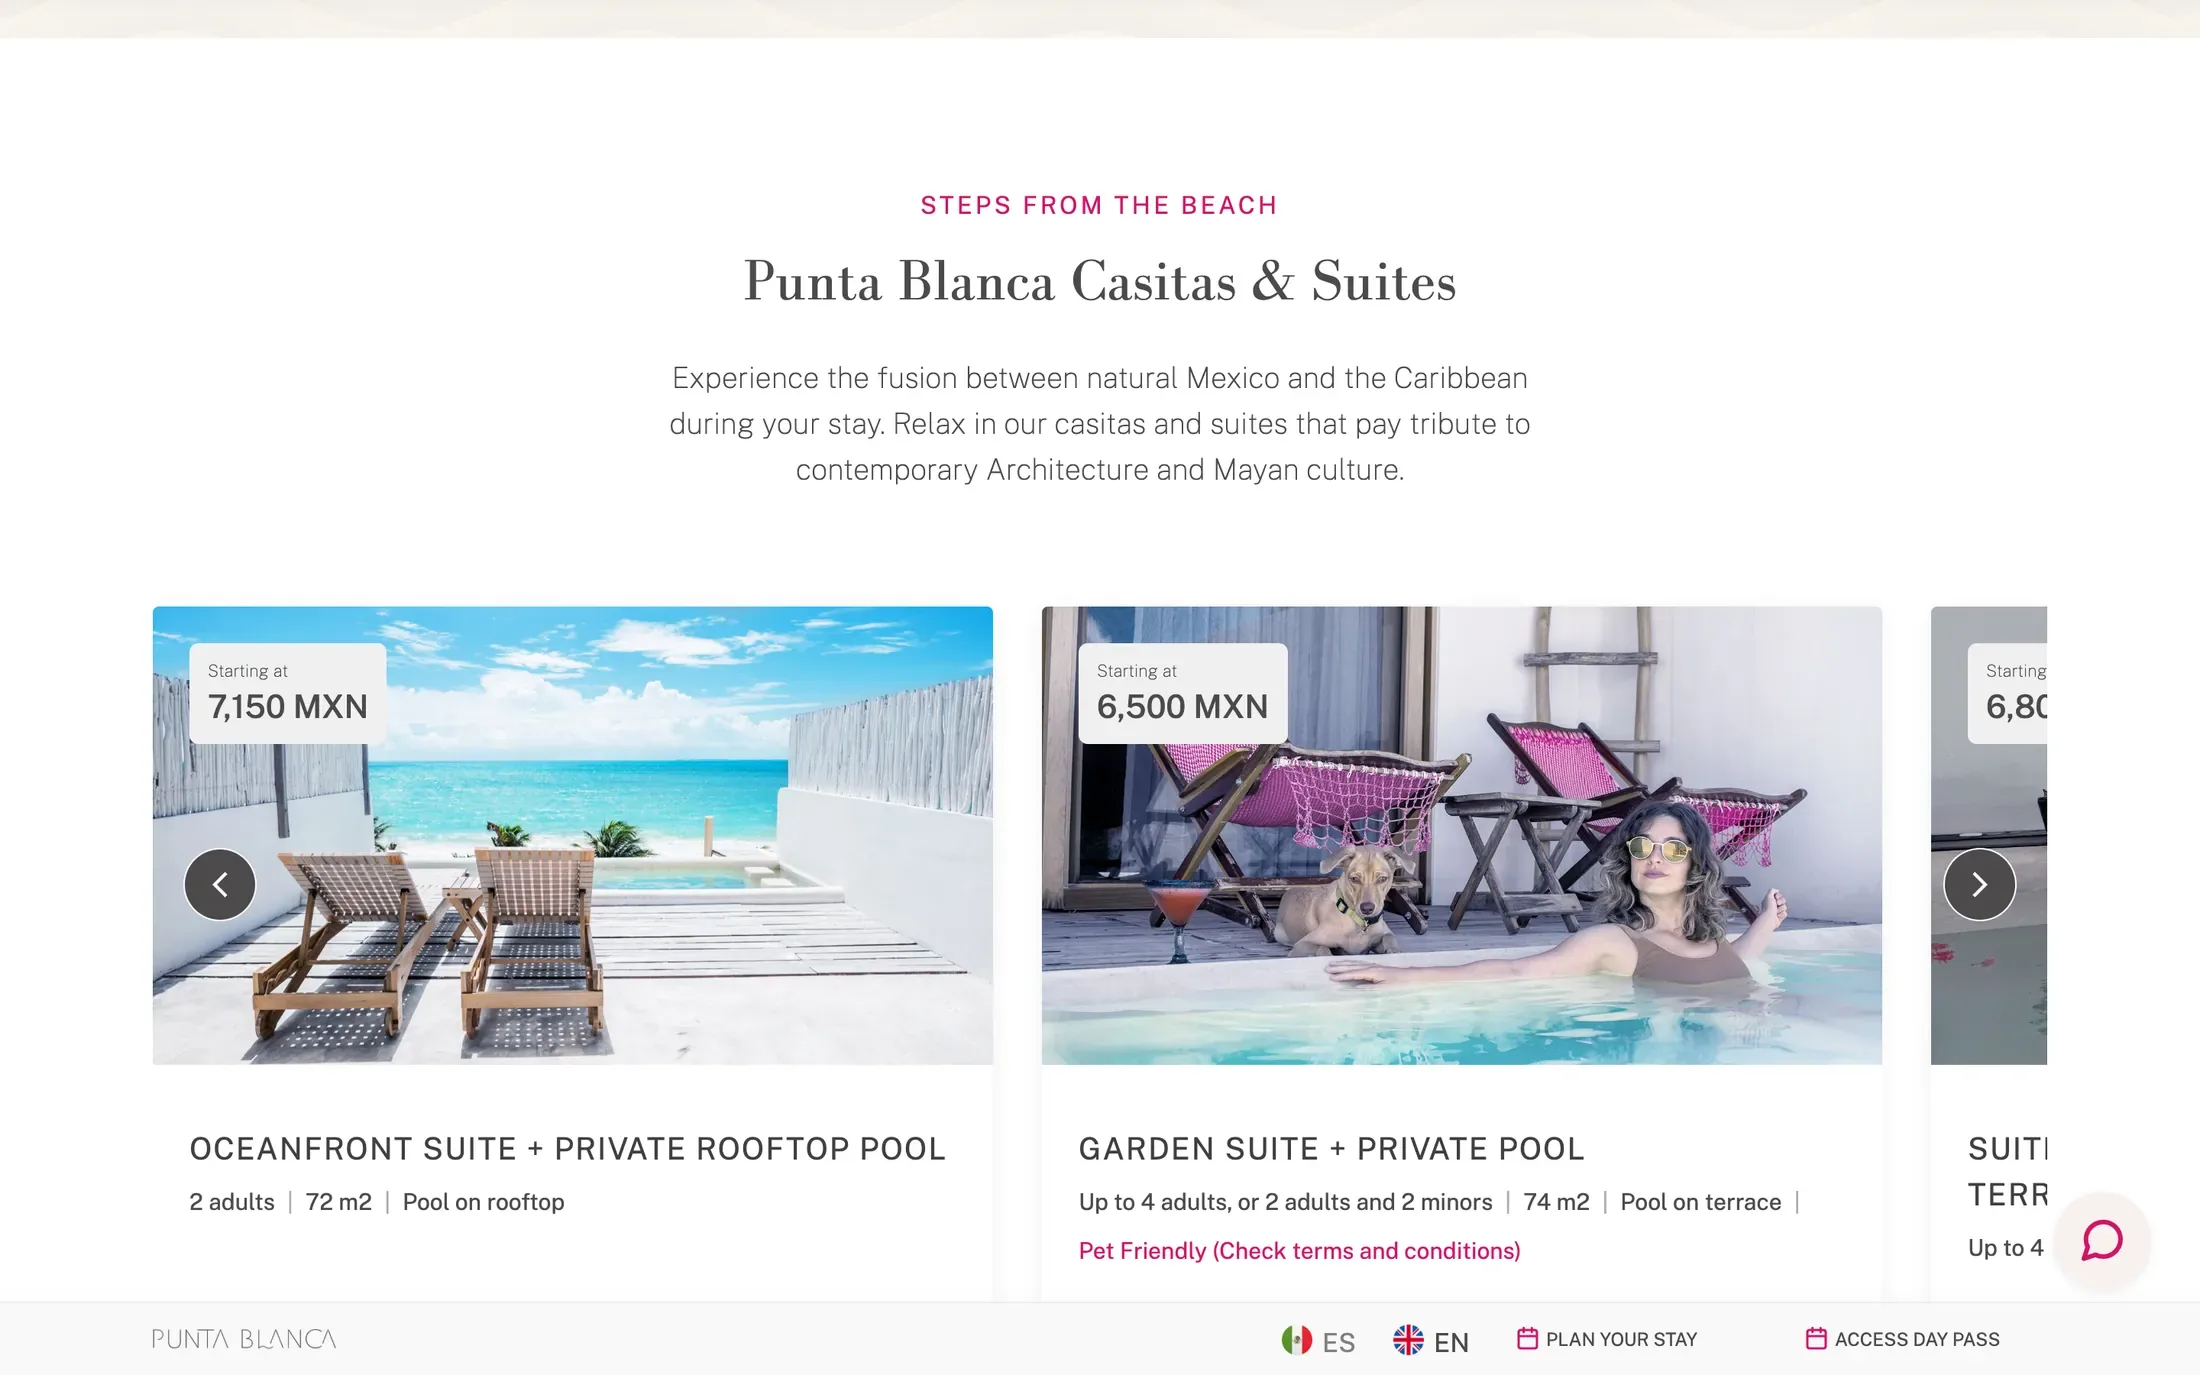 STEPS FROM THE BEACH
Punta Blanca Casitas & Suites
Experience the fusion between natural Mexico and the Caribbean
during your stay. Relax in our casitas and suites that pay tribute to
contemporary Architecture and Mayan culture.
Starting at
7,150 MXN
OCEANFRONT SUITE + PRIVATE ROOFTOP POOL
2 adults | 72 m2 | Pool on rooftop
Starting at
6,500 MXN
GARDEN SUITE + PRIVATE POOL
Up to 4 adults, or 2 adults and 2 minors | 74 m2 | Pool on terrace |
Pet Friendly (Check terms and conditions)
Starting
Up to 4
PUNTA BLANCA
ES
EN
PLAN YOUR STAY
ACCESS DAY PASS